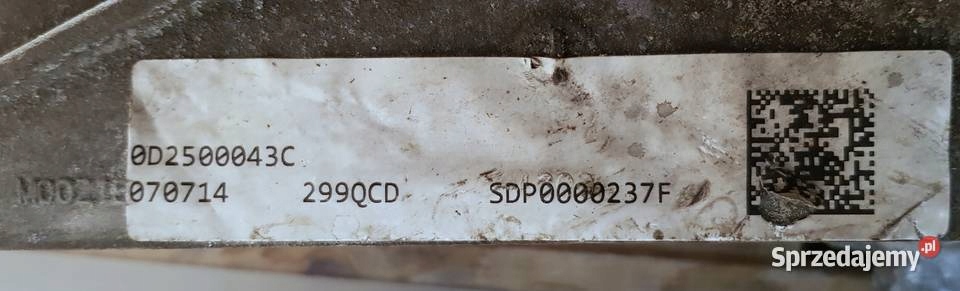 0D2500043C
070714 299QCD SDP0000237F
Sprzedajemy.pl